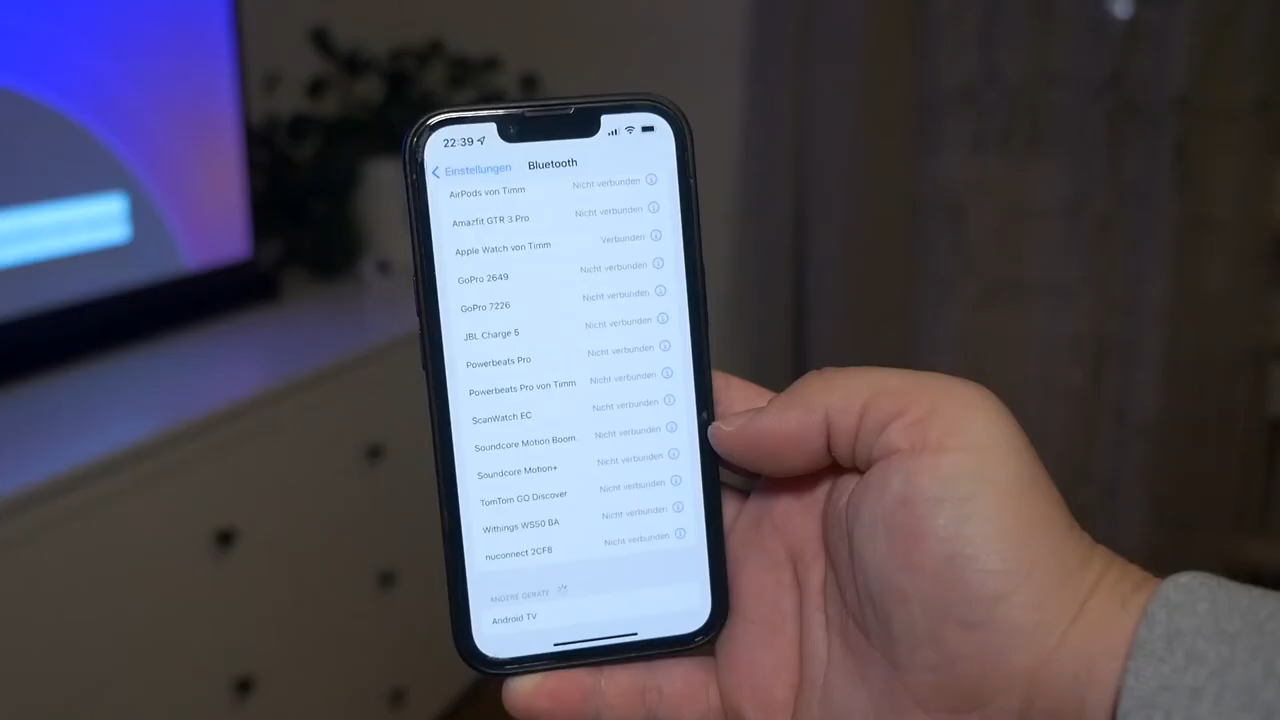 22:39
Einstellungen Bluetooth
AirPods von Timm Nicht verbunden
Amazfit GTR 3 Pro Nicht verbunden
Apple Watch von Timm Verbunden
GoPro 2649 Nicht verbunden
GoPro 7226 Nicht verbunden
JBL Charge 5 Nicht verbunden
Powerbeats Pro Nicht verbunden
Powerbeats Pro von Timm Nicht verbunden
ScanWatch EC Nicht verbunden
Soundcore Motion Boom... Nicht verbunden
Soundcore Motion+ Nicht verbunden
TomTom GO Discover Nicht verbunden
Withings WS50 BA Nicht verbunden
nuconnect 2CF8 Nicht verbunden
ANDERE GERÄTE
Android TV